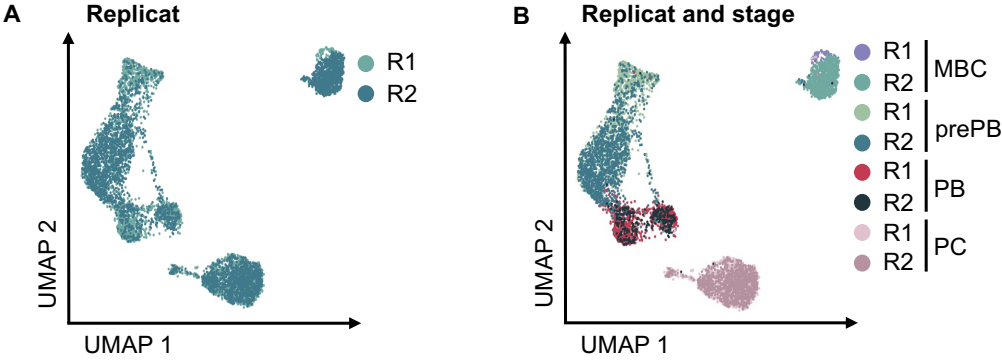 A
Replicat
R1
R2
UMAP 2
UMAP 1
B
Replicat and stage
R1
R2
MBC
R1
R2
prePB
R1
R2
PB
R1
R2
PC
UMAP 2
UMAP 1